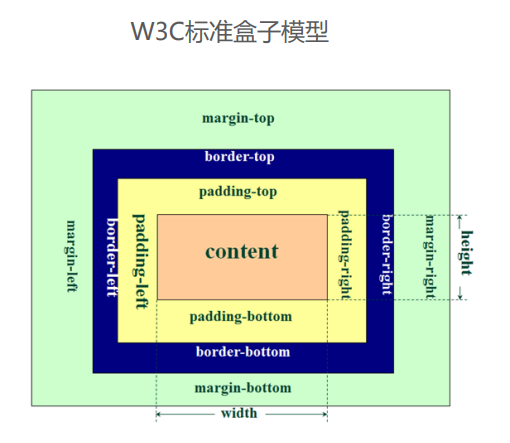 W3C标准盒子模型
margin-top
border-top
padding-top
margin-left
border-left
padding-left
content
padding-right
border-right
margin-right
height
padding-bottom
border-bottom
margin-bottom
width